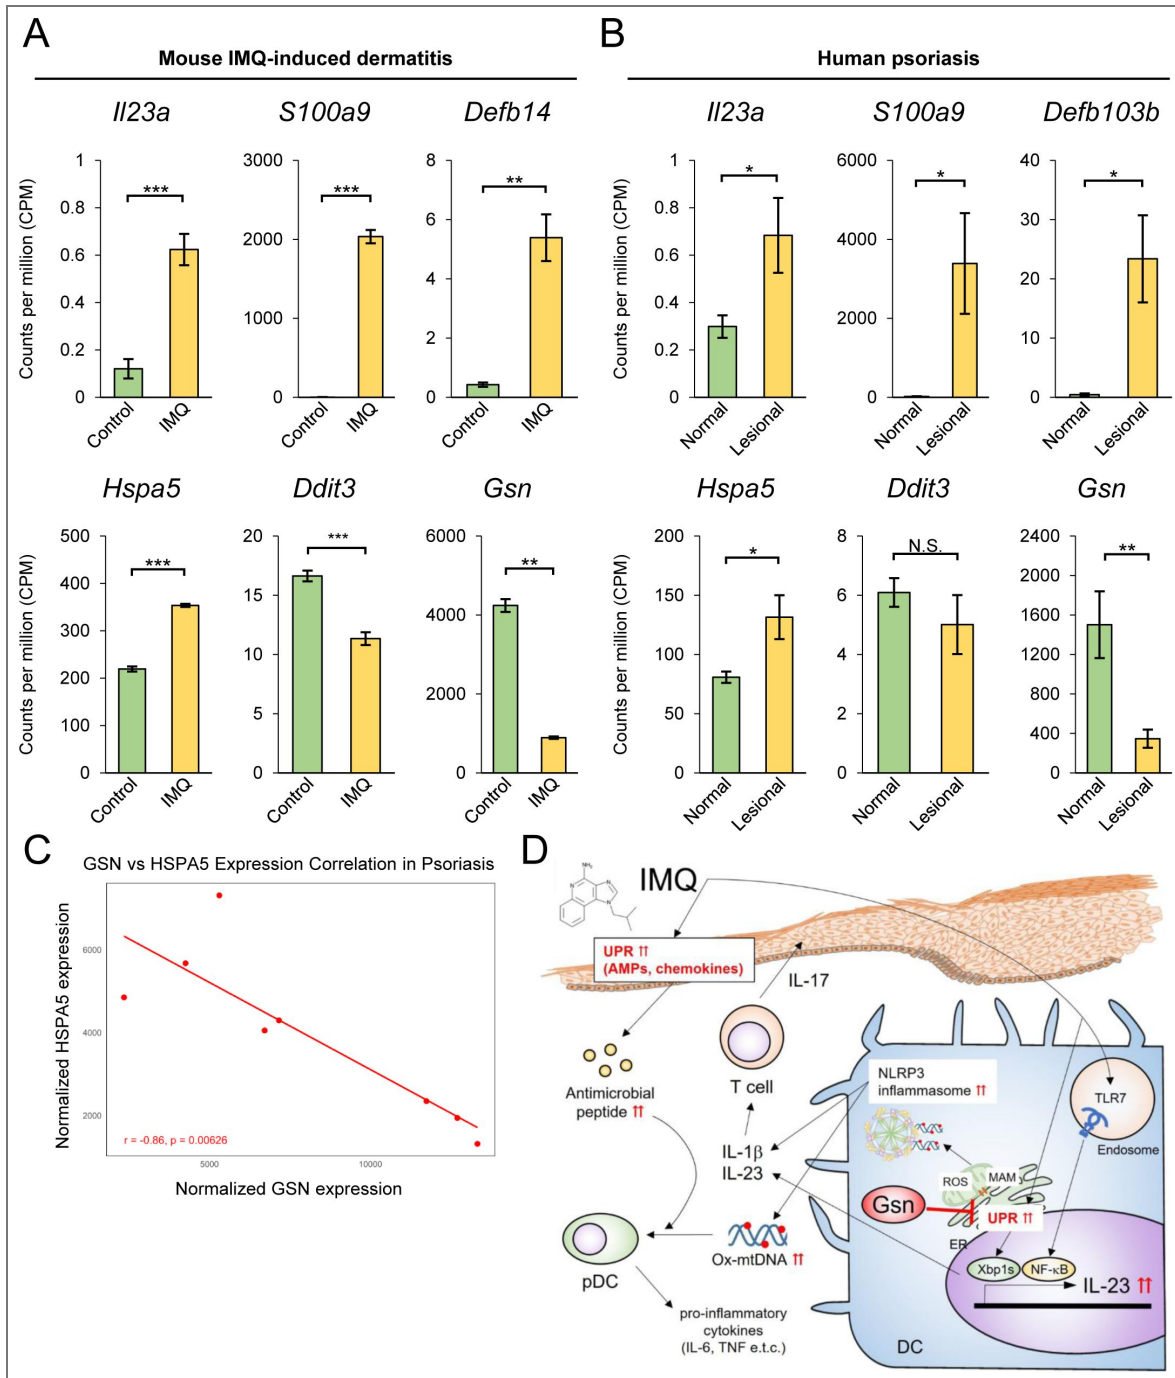 A
Mouse IMQ-induced dermatitis
Il23a
S100a9
Defb14
Counts per million (CPM)
1
0.8
0.6
0.4
0.2
0
***
Control
IMQ
3000
2000
1000
0
***
Control
IMQ
8
6
4
2
0
**
Control
IMQ
Hspa5
Ddit3
Gsn
Counts per million (CPM)
500
400
300
200
100
0
***
Control
IMQ
20
15
10
5
0
***
Control
IMQ
6000
4000
2000
0
**
Control
IMQ
B
Human psoriasis
Il23a
S100a9
Defb103b
Counts per million (CPM)
1
0.8
0.6
0.4
0.2
0
*
Normal
Lesional
6000
4000
2000
0
*
Normal
Lesional
40
30
20
10
0
*
Normal
Lesional
Hspa5
Ddit3
Gsn
Counts per million (CPM)
200
150
100
50
0
*
Normal
Lesional
8
6
4
2
0
N.S.
Normal
Lesional
2400
2000
1600
1200
800
400
0
**
Normal
Lesional
C
GSN vs HSPA5 Expression Correlation in Psoriasis
Normalized HSPA5 expression
6000
4000
2000
r = -0.86, p = 0.00626
5000
10000
Normalized GSN expression
D
NH₂
N
N
N
IMQ
UPR ⇈
(AMPs, chemokines)
IL-17
T cell
Antimicrobial
peptide ⇈
NLRP3
inflammasome ⇈
TLR7
Endosome
IL-1β
IL-23
ROS
MAM
Gsn
UPR ⇈
ER
pDC
Ox-mtDNA ⇈
Xbp1s
NF-κB
IL-23 ⇈
pro-inflammatory
cytokines
(IL-6, TNF e.t.c.)
DC